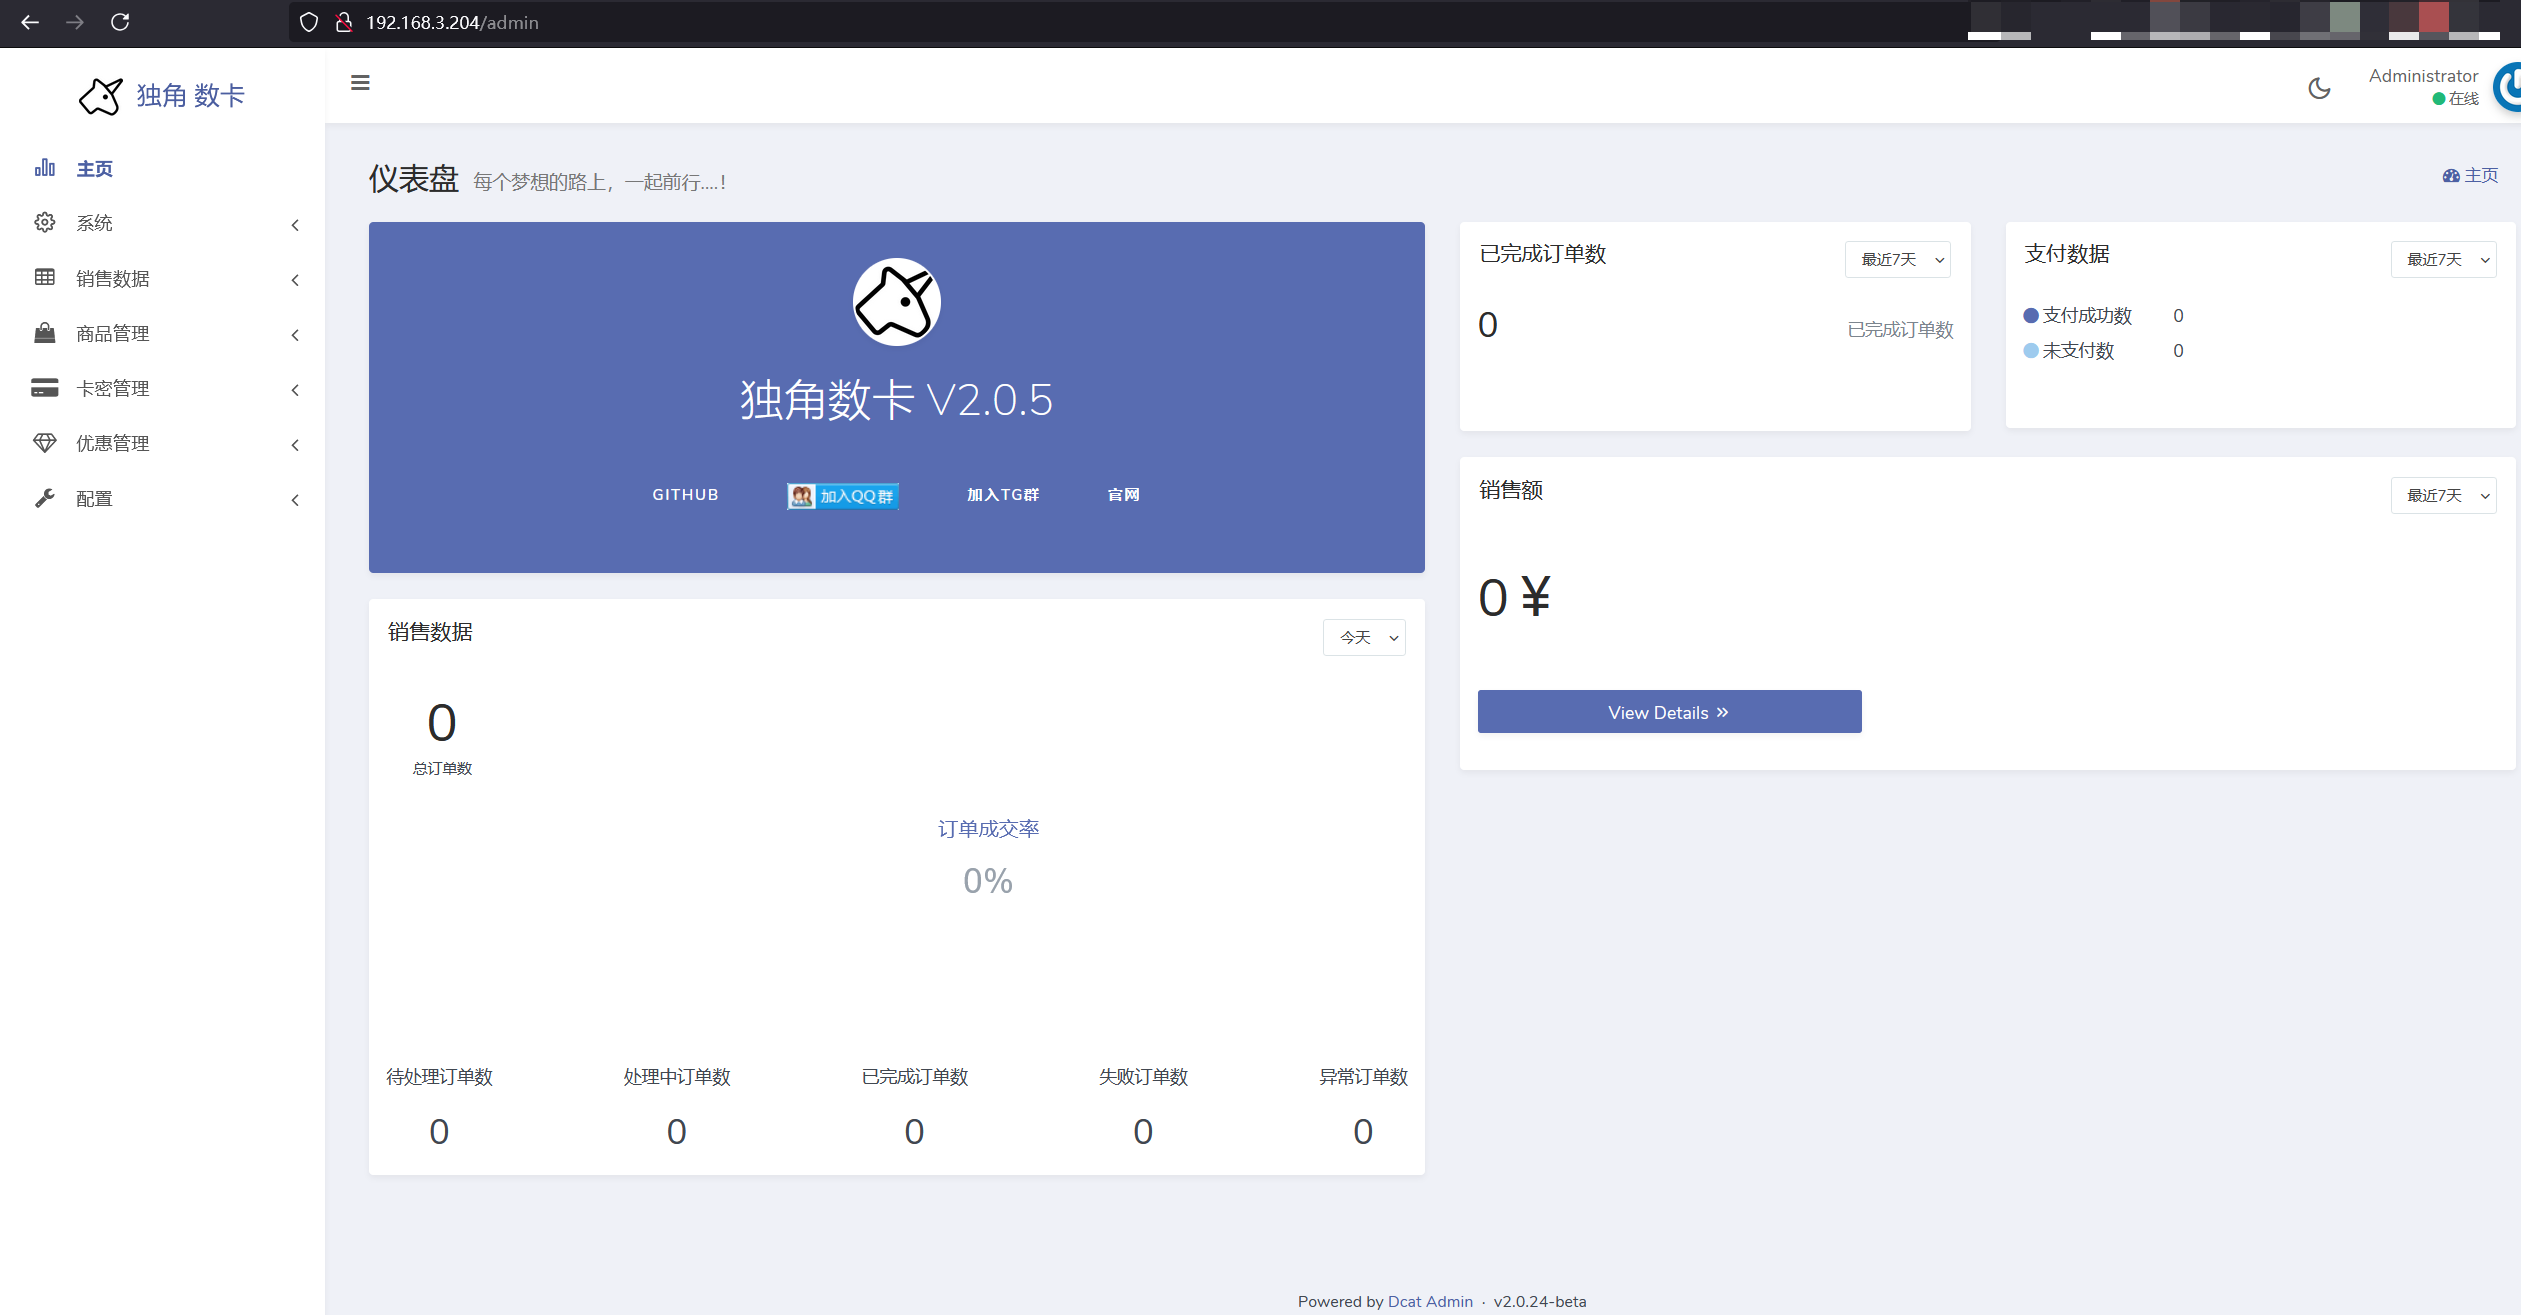 192.168.3.204/admin
独角 数卡
Administrator
在线
主页
系统
销售数据
商品管理
卡密管理
优惠管理
配置
仪表盘 每个梦想的路上，一起前行....！
主页
独角数卡 V2.0.5
GITHUB 加入QQ群 加入TG群 官网
已完成订单数 最近7天
0 已完成订单数
支付数据 最近7天
支付成功数 0
未支付数 0
销售额 最近7天
0 ¥
View Details »
销售数据 今天
0
总订单数
订单成交率
0%
待处理订单数 处理中订单数 已完成订单数 失败订单数 异常订单数
0 0 0 0 0
Powered by Dcat Admin · v2.0.24-beta